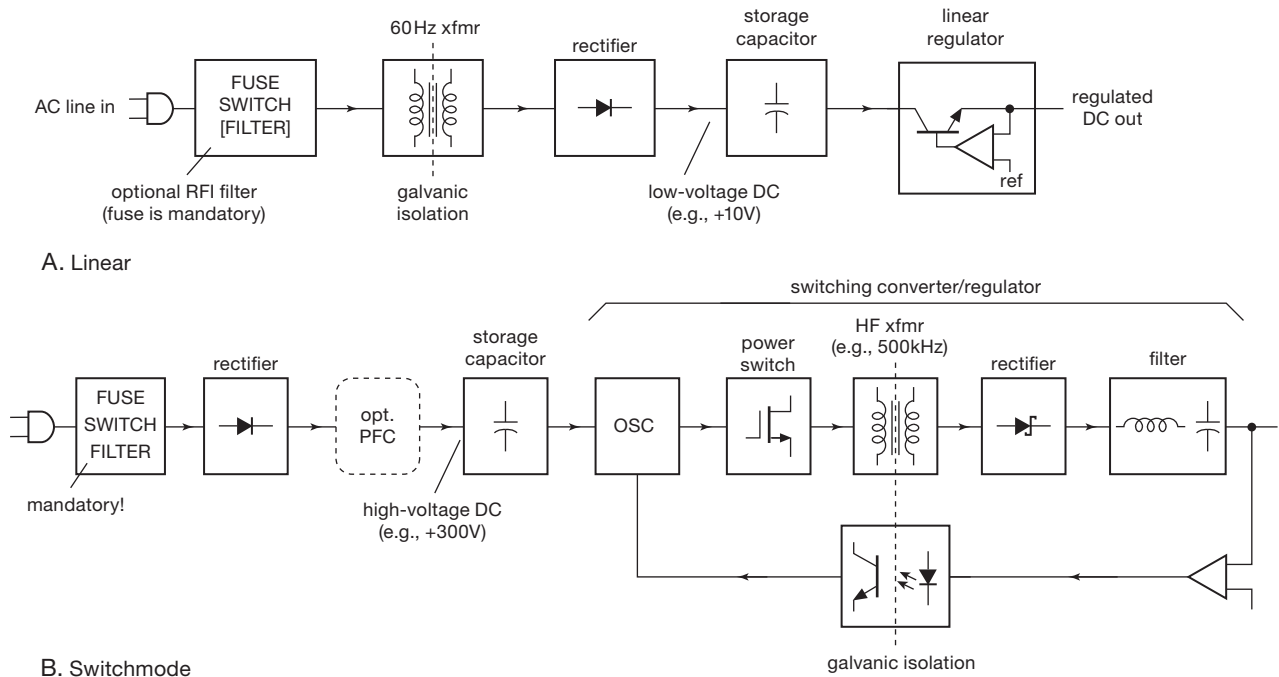 60Hz xfmr
rectifier
storage
capacitor
linear
regulator
AC line in
FUSE
SWITCH
[FILTER]
regulated
DC out
ref
optional RFI filter
(fuse is mandatory)
galvanic
isolation
low-voltage DC
(e.g., +10V)
A. Linear
switching converter/regulator
rectifier
storage
capacitor
power
switch
HF xfmr
(e.g., 500kHz)
rectifier
filter
FUSE
SWITCH
FILTER
opt.
PFC
OSC
mandatory!
high-voltage DC
(e.g., +300V)
galvanic isolation
B. Switchmode